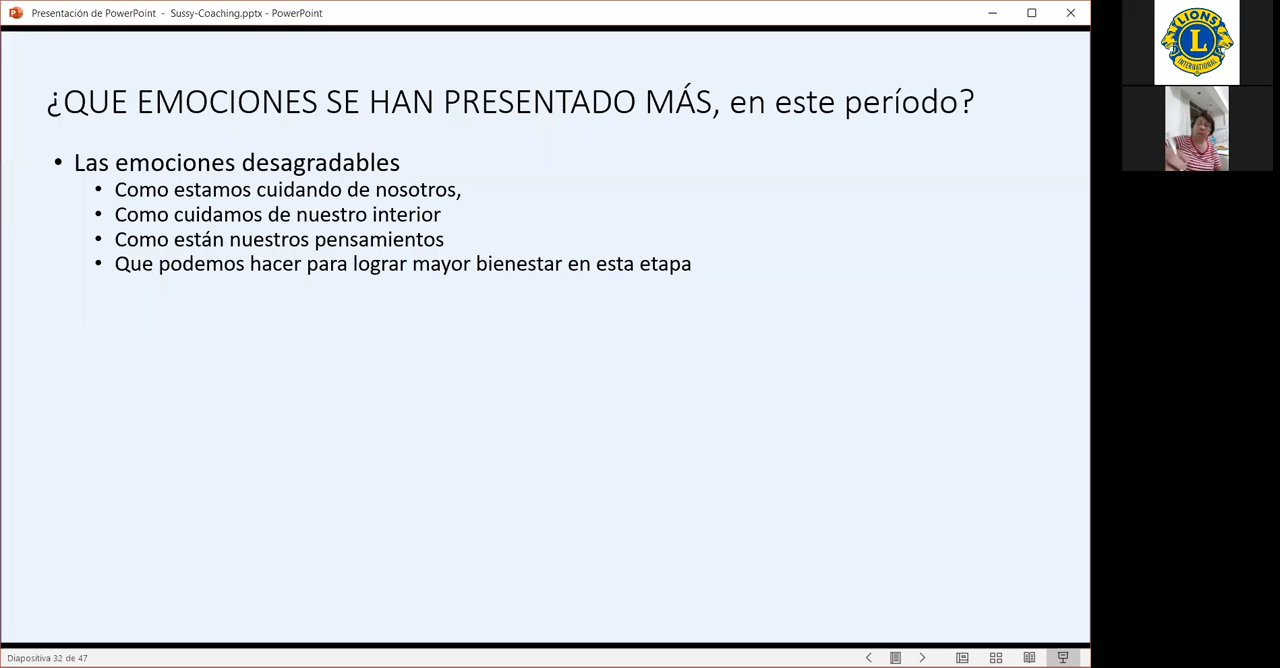 Presentación de PowerPoint - Sussy-Coaching.pptx - PowerPoint
LIONS
L
INTERNATIONAL
¿QUE EMOCIONES SE HAN PRESENTADO MÁS, en este período?
• Las emociones desagradables
• Como estamos cuidando de nosotros,
• Como cuidamos de nuestro interior
• Como están nuestros pensamientos
• Que podemos hacer para lograr mayor bienestar en esta etapa
Diapositiva 32 de 47